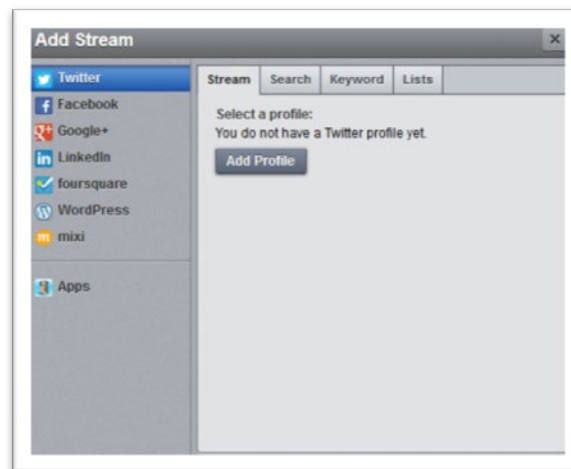 Add Stream
Twitter
Facebook
Google+
LinkedIn
foursquare
WordPress
mixi
Apps
Stream Search Keyword Lists
Select a profile:
You do not have a Twitter profile yet.
Add Profile